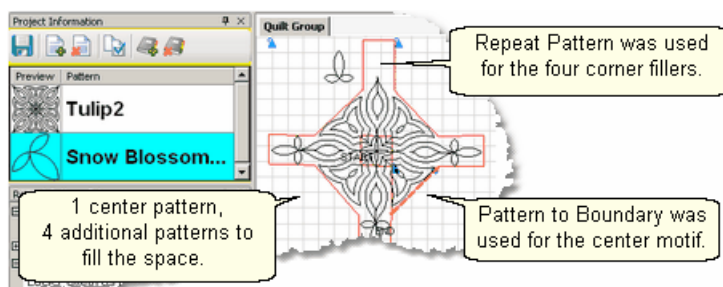 Project Information
Quilt Group
Preview Pattern
Tulip2
Snow Blossom...
Repeat Pattern was used
for the four corner fillers.
START
END
1 center pattern,
4 additional patterns to
fill the space.
Pattern to Boundary was
used for the center motif.